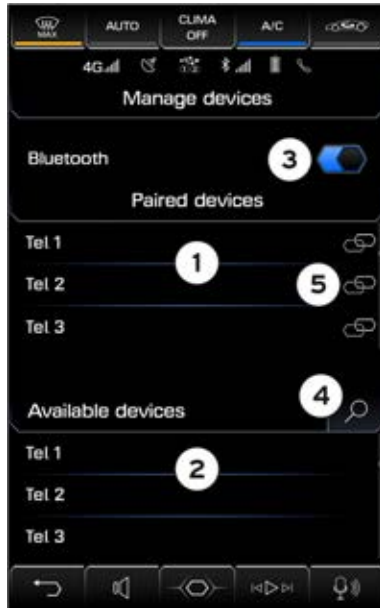 MAX
AUTO
CLIMA
OFF
A/C
4G
Manage devices
Bluetooth
3
Paired devices
Tel 1
1
Tel 2
5
Tel 3
4
Available devices
Tel 1
2
Tel 2
Tel 3